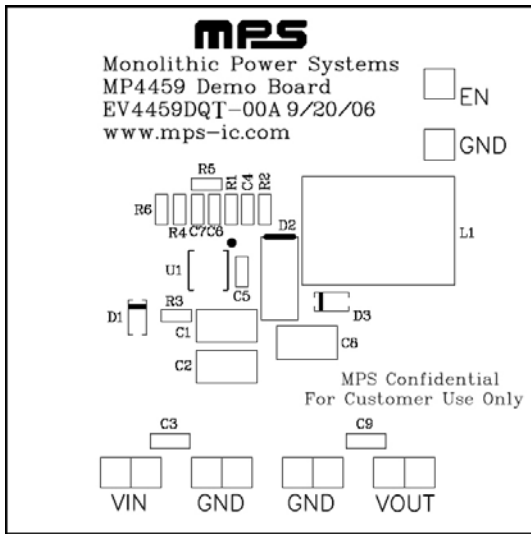 mps
Monolithic Power Systems
MP4459 Demo Board
EV4459DQT-00A 9/20/06
www.mps-ic.com
EN
GND
R5
R6
R4
C7
C6
R1
C4
R2
D2
L1
U1
C5
D1
R3
C1
D3
C2
C8
MPS Confidential
For Customer Use Only
C3
C9
VIN
GND
GND
VOUT